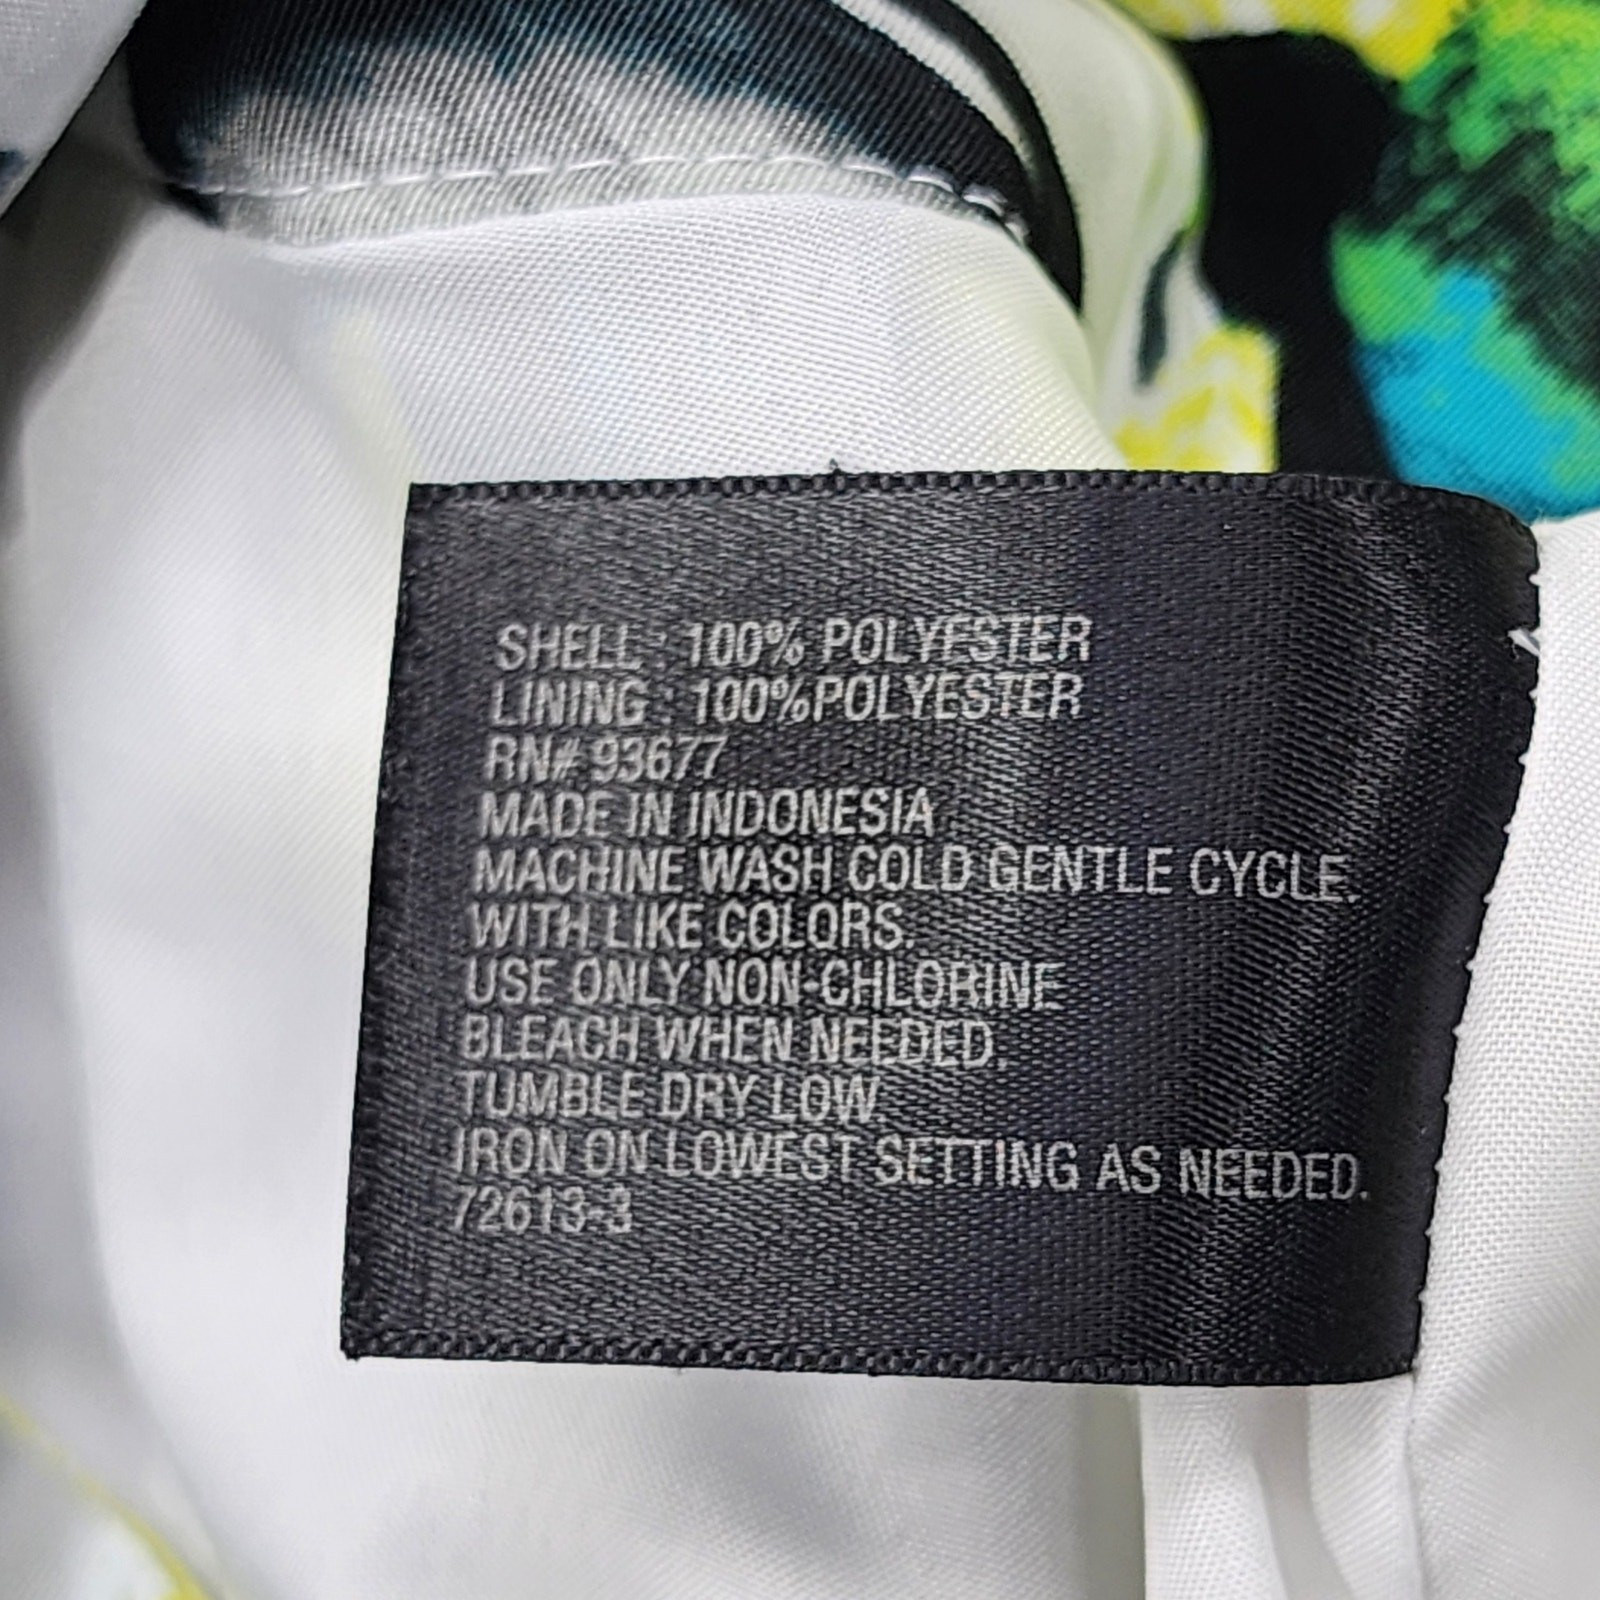 SHELL : 100% POLYESTER
LINING : 100%POLYESTER
RN# 93677
MADE IN INDONESIA
MACHINE WASH COLD GENTLE CYCLE.
WITH LIKE COLORS.
USE ONLY NON-CHLORINE
BLEACH WHEN NEEDED.
TUMBLE DRY LOW
IRON ON LOWEST SETTING AS NEEDED.
72613-3